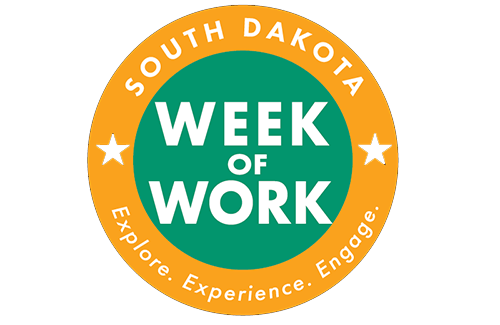 SOUTH DAKOTA
WEEK
OF
WORK
Explore. Experience. Engage.